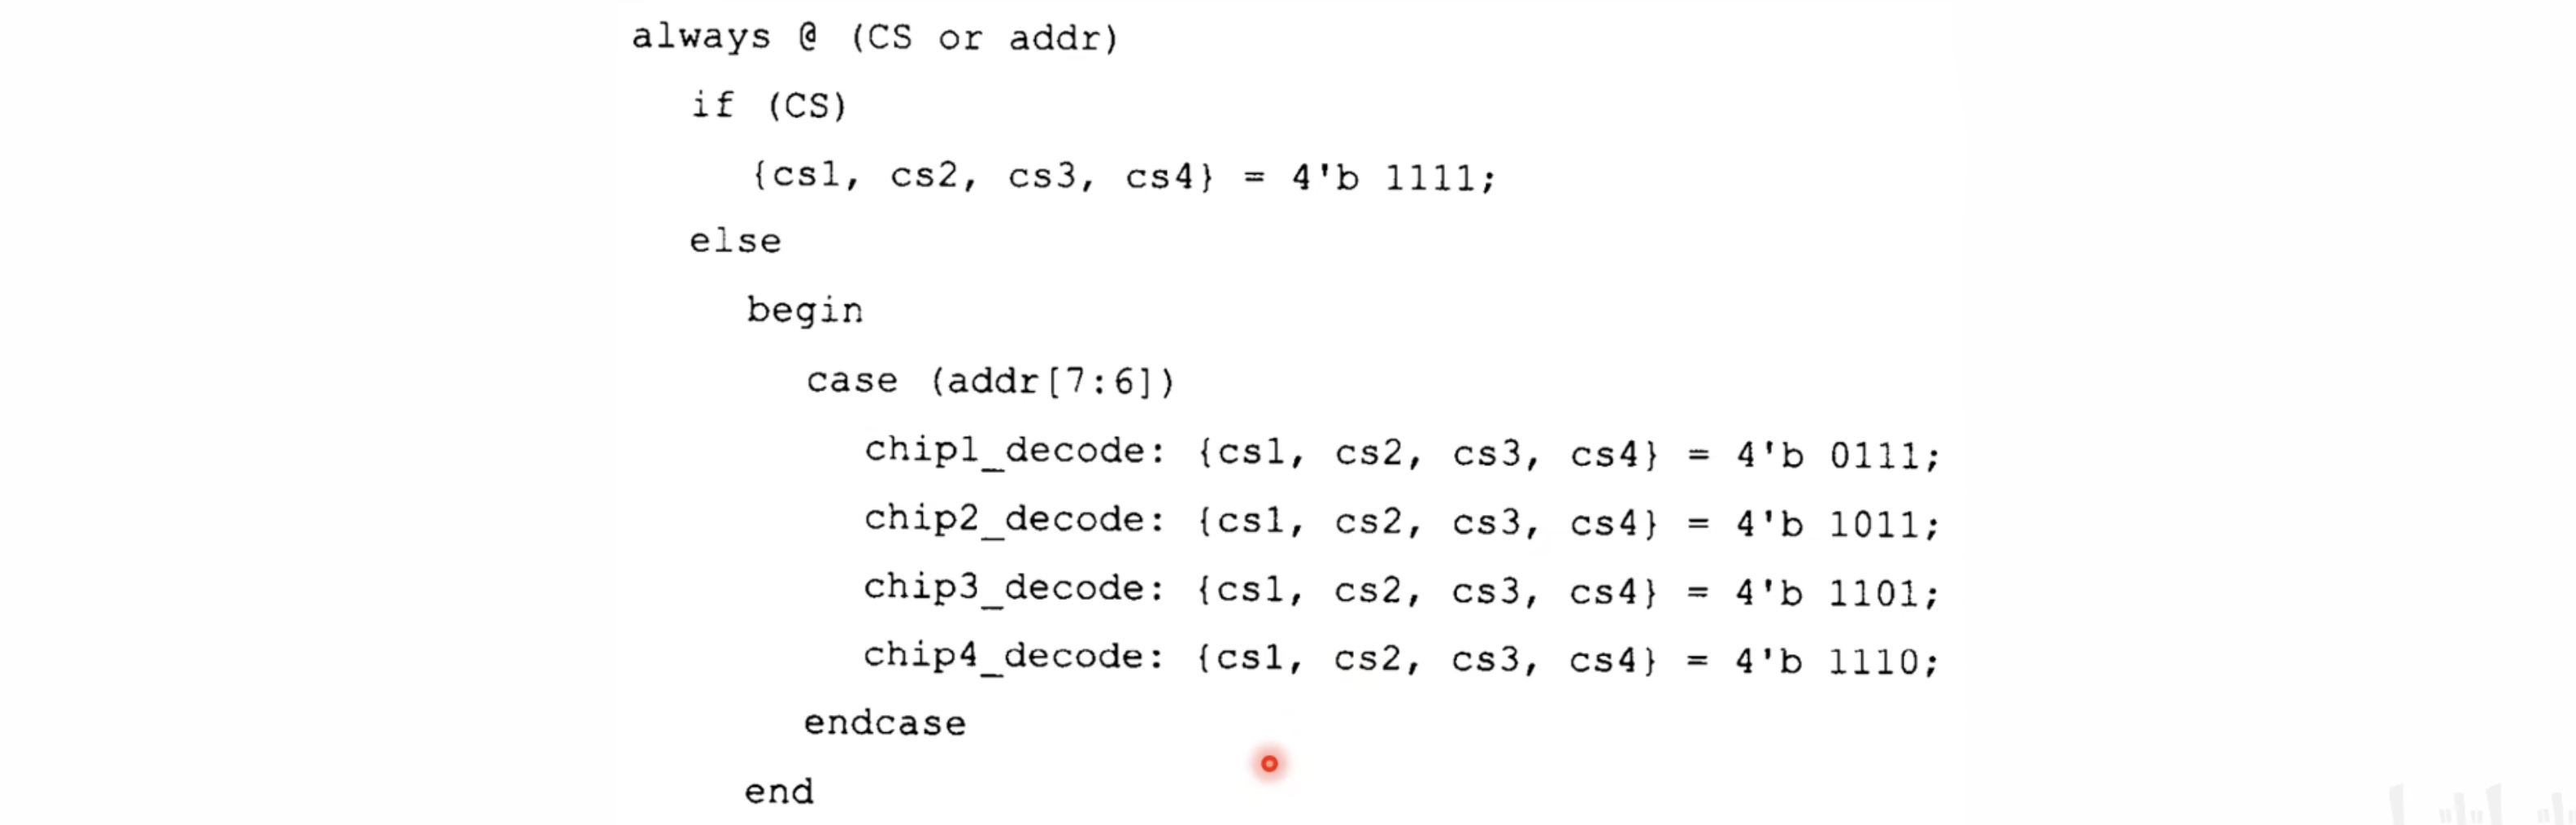 always @ (CS or addr)
if (CS)
{cs1, cs2, cs3, cs4} = 4'b 1111;
else
begin
case (addr[7:6])
chip1_decode: {cs1, cs2, cs3, cs4} = 4'b 0111;
chip2_decode: {cs1, cs2, cs3, cs4} = 4'b 1011;
chip3_decode: {cs1, cs2, cs3, cs4} = 4'b 1101;
chip4_decode: {cs1, cs2, cs3, cs4} = 4'b 1110;
endcase
end